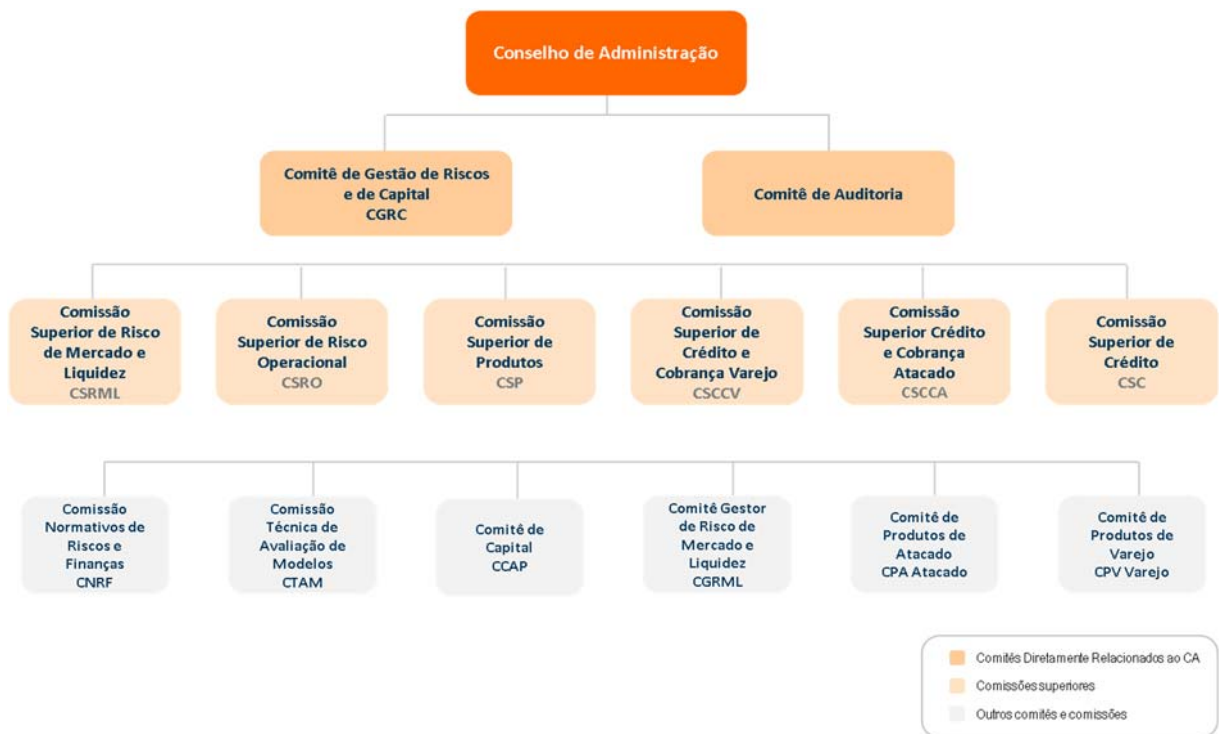 Conselho de Administração
Comitê de Gestão de Riscos
e de Capital
CGRC
Comitê de Auditoria
Comissão
Superior de Risco
de Mercado e
Liquidez
CSRML
Comissão
Superior de Risco
Operacional
CSRO
Comissão
Superior de
Produtos
CSP
Comissão
Superior de
Crédito e
Cobrança Varejo
CSCCV
Comissão
Superior Crédito
e Cobrança
Atacado
CSCCA
Comissão
Superior de
Crédito
CSC
Comissão
Normativos de
Riscos e
Finanças
CNRF
Comissão
Técnica de
Avaliação de
Modelos
CTAM
Comitê de
Capital
CCAP
Comitê Gestor
de Risco de
Mercado e
Liquidez
CGRML
Comitê de
Produtos de
Atacado
CPA Atacado
Comitê de
Produtos de
Varejo
CPV Varejo
Comitês Diretamente Relacionados ao CA
Comissões superiores
Outros comitês e comissões